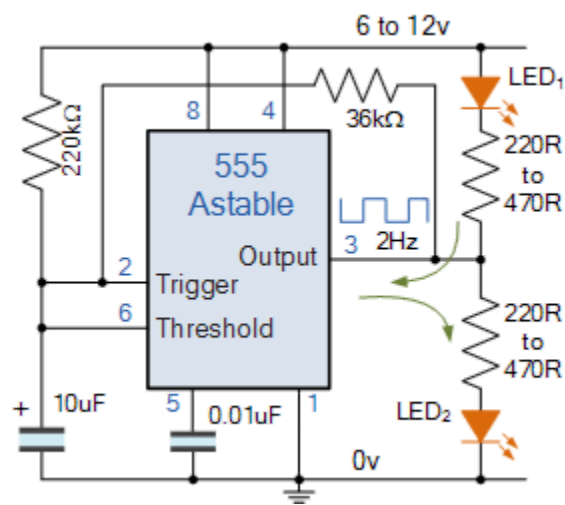 6 to 12v
LED₁
220kΩ
8
4
36kΩ
220R
to
470R
555
Astable
2Hz
Output
3
2
Trigger
6
Threshold
220R
to
470R
+
10uF
5
0.01uF
1
LED₂
0v